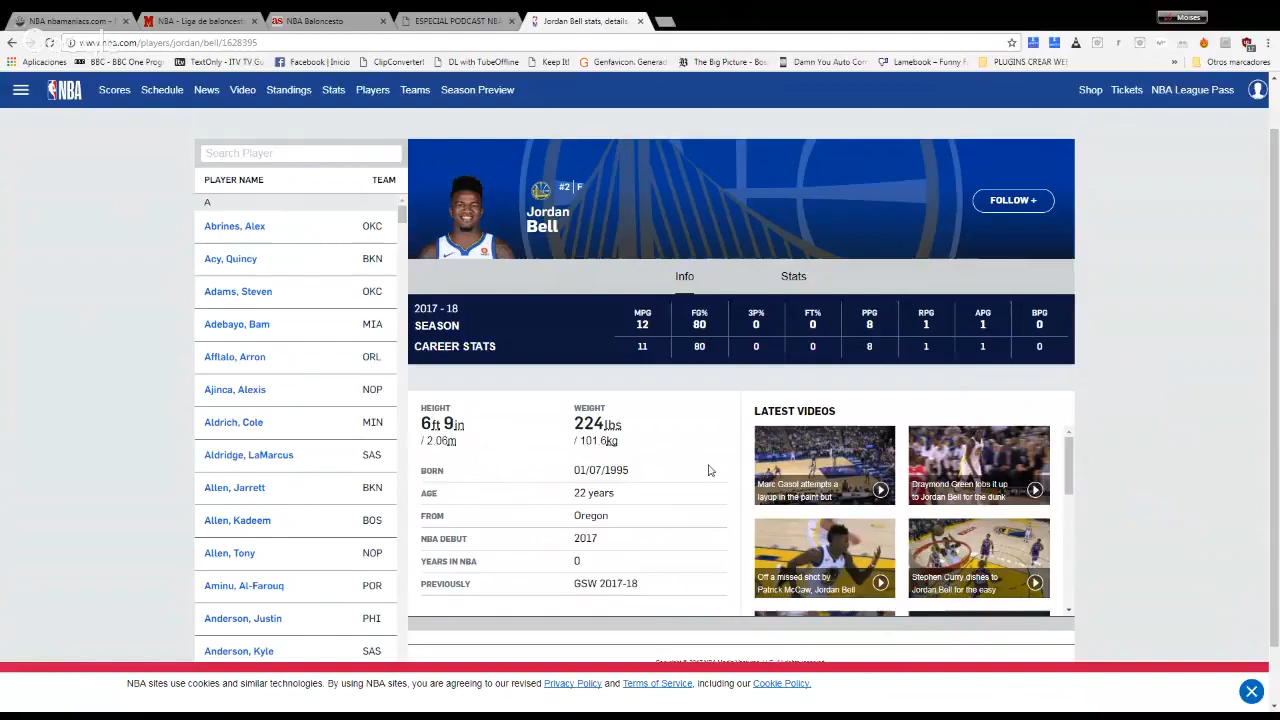 NBA nbamaniacs.com –
NBA - Liga de balonces
as NBA Baloncesto
ESPECIAL PODCAST NBA
Jordan Bell stats, details
Moises
www.nba.com/players/jordan/bell/1628395
Aplicaciones
BBC - BBC One Prog
itv TextOnly - ITV TV Gu
Facebook | Inicio
ClipConverter!
DL with TubeOffline
Keep It!
Genfavicon. Generad
The Big Picture - Bos
Damn You Auto Corr
Lamebook – Funny F
PLUGINS CREAR WE
»
Otros marcadores
NBA
Scores
Schedule
News
Video
Standings
Stats
Players
Teams
Season Preview
Shop
Tickets
NBA League Pass
Search Player
PLAYER NAME TEAM
A
Abrines, Alex OKC
Acy, Quincy BKN
Adams, Steven OKC
Adebayo, Bam MIA
Afflalo, Arron ORL
Ajinca, Alexis NOP
Aldrich, Cole MIN
Aldridge, LaMarcus SAS
Allen, Jarrett BKN
Allen, Kadeem BOS
Allen, Tony NOP
Aminu, Al-Farouq POR
Anderson, Justin PHI
Anderson, Kyle SAS
#2 | F
Jordan
Bell
FOLLOW +
Info
Stats
2017 - 18
SEASON
MPG FG% 3P% FT% PPG RPG APG BPG
12 80 0 0 8 1 1 0
CAREER STATS 11 80 0 0 8 1 1 0
HEIGHT WEIGHT
6ft 9in 224lbs
/ 2.06m / 101.6kg
BORN 01/07/1995
AGE 22 years
FROM Oregon
NBA DEBUT 2017
YEARS IN NBA 0
PREVIOUSLY GSW 2017-18
LATEST VIDEOS
Marc Gasol attempts a
layup in the paint but
Draymond Green lobs it up
to Jordan Bell for the dunk
Off a missed shot by
Patrick McCaw, Jordan Bell
Stephen Curry dishes to
Jordan Bell for the easy
NBA sites use cookies and similar technologies. By using NBA sites, you are agreeing to our revised Privacy Policy and Terms of Service, including our Cookie Policy.